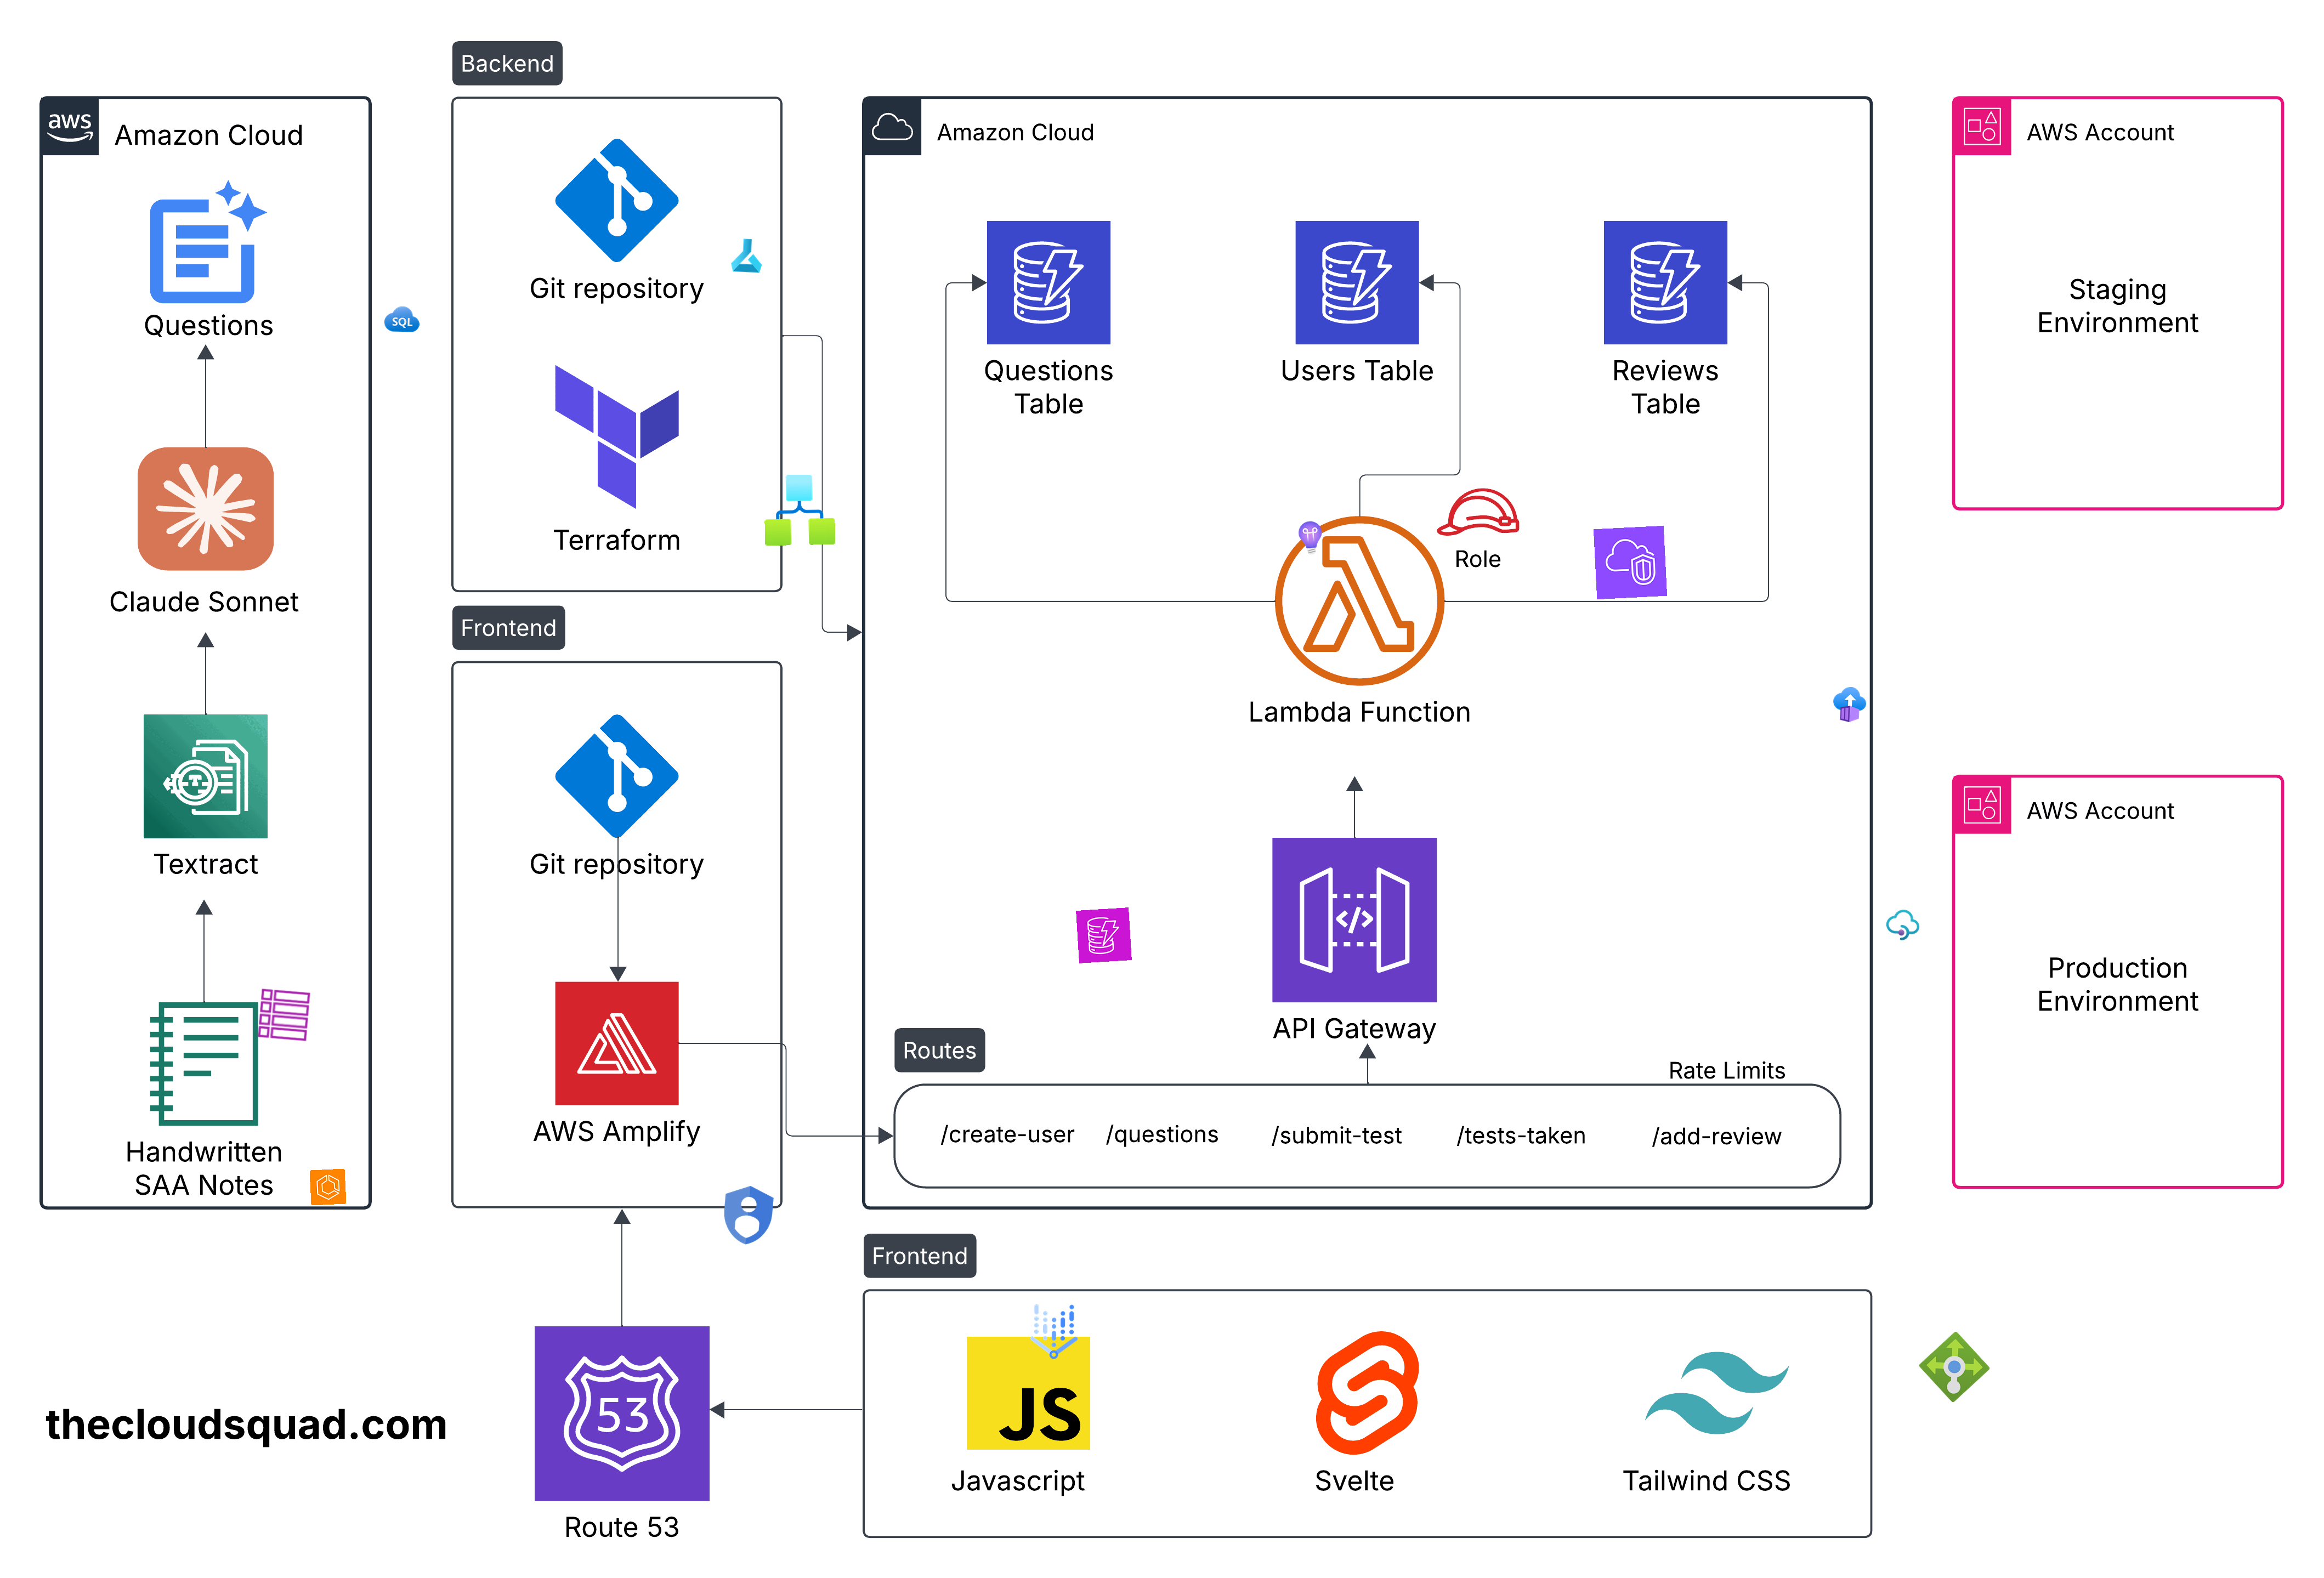 Backend
aws
Amazon Cloud
Questions
Claude Sonnet
Textract
Handwritten
SAA Notes
SQL
Git repository
Terraform
Frontend
Git repository
AWS Amplify
Amazon Cloud
Questions
Table
Users Table
Reviews
Table
Role
Lambda Function
API Gateway
Routes
Rate Limits
/create-user
/questions
/submit-test
/tests-taken
/add-review
AWS Account
Staging
Environment
AWS Account
Production
Environment
Frontend
JS
Javascript
Svelte
Tailwind CSS
53
Route 53
thecloudsquad.com